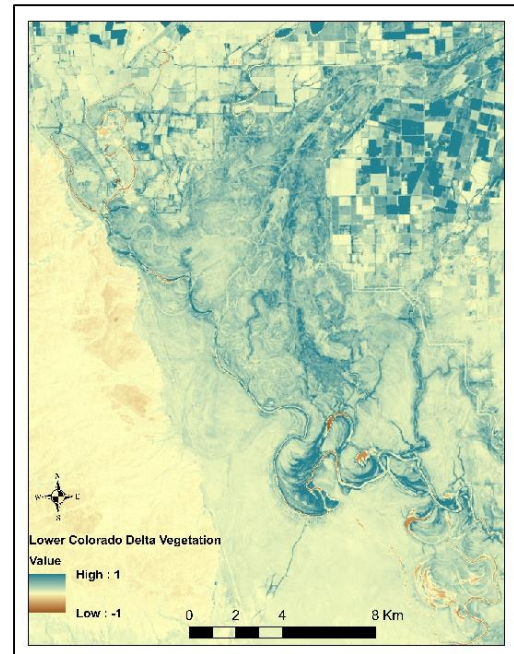 N
W E
S
Lower Colorado Delta Vegetation
Value
High : 1
Low : -1
0 2 4 8 Km